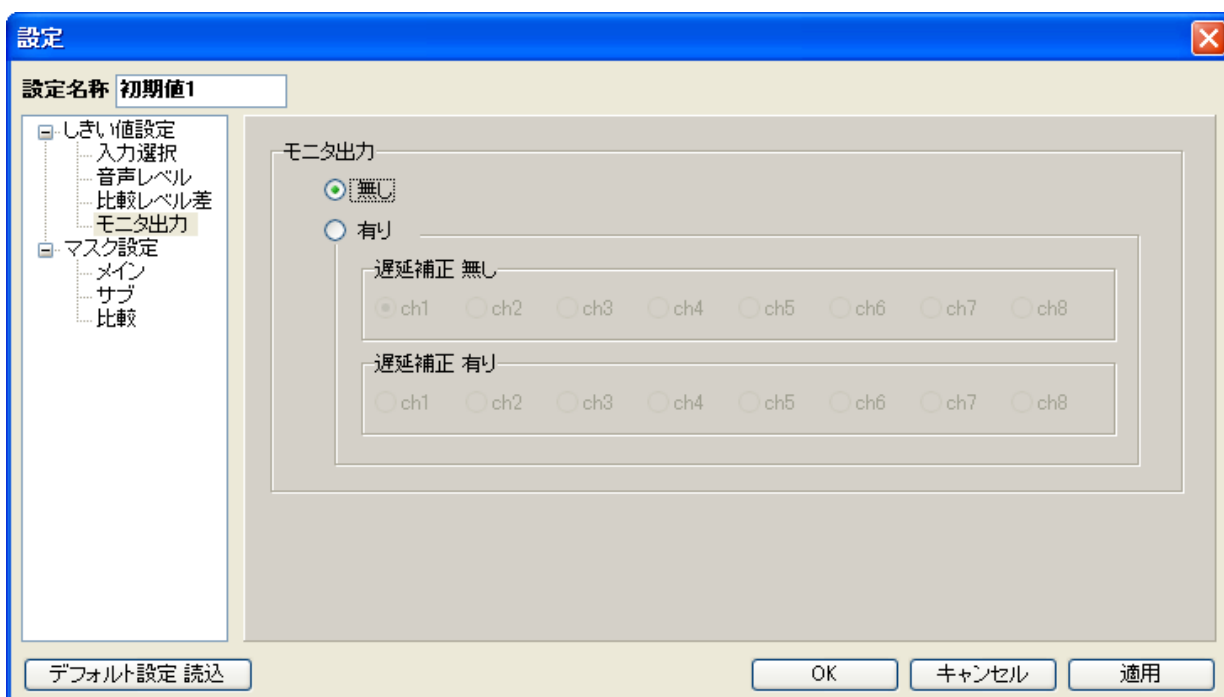 設定
設定名称 初期値1
しきい値設定
入力選択
音声レベル
比較レベル差
モニタ出力
マスク設定
メイン
サブ
比較
モニタ出力
無し
有り
遅延補正 無し
ch1 ch2 ch3 ch4 ch5 ch6 ch7 ch8
遅延補正 有り
ch1 ch2 ch3 ch4 ch5 ch6 ch7 ch8
デフォルト設定 読込 OK キャンセル 適用